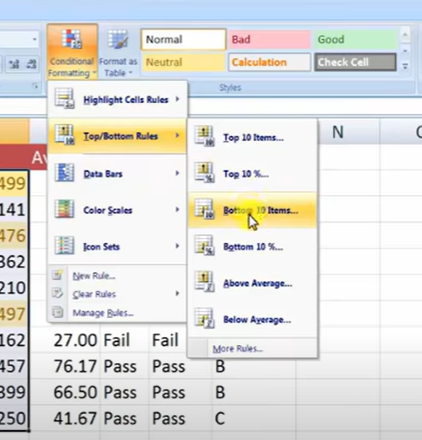 Conditional Formatting
Format as Table
Normal
Bad
Good
Neutral
Calculation
Check Cell
Styles
Highlight Cells Rules
Top/Bottom Rules
Data Bars
Color Scales
Icon Sets
New Rule...
Clear Rules
Manage Rules...
Top 10 Items...
Top 10 %...
Bottom 10 Items...
Bottom 10 %...
Above Average...
Below Average...
More Rules...
N
Av
499
141
476
362
210
497
162 27.00 Fail Fail
457 76.17 Pass Pass B
399 66.50 Pass Pass B
250 41.67 Pass Pass C